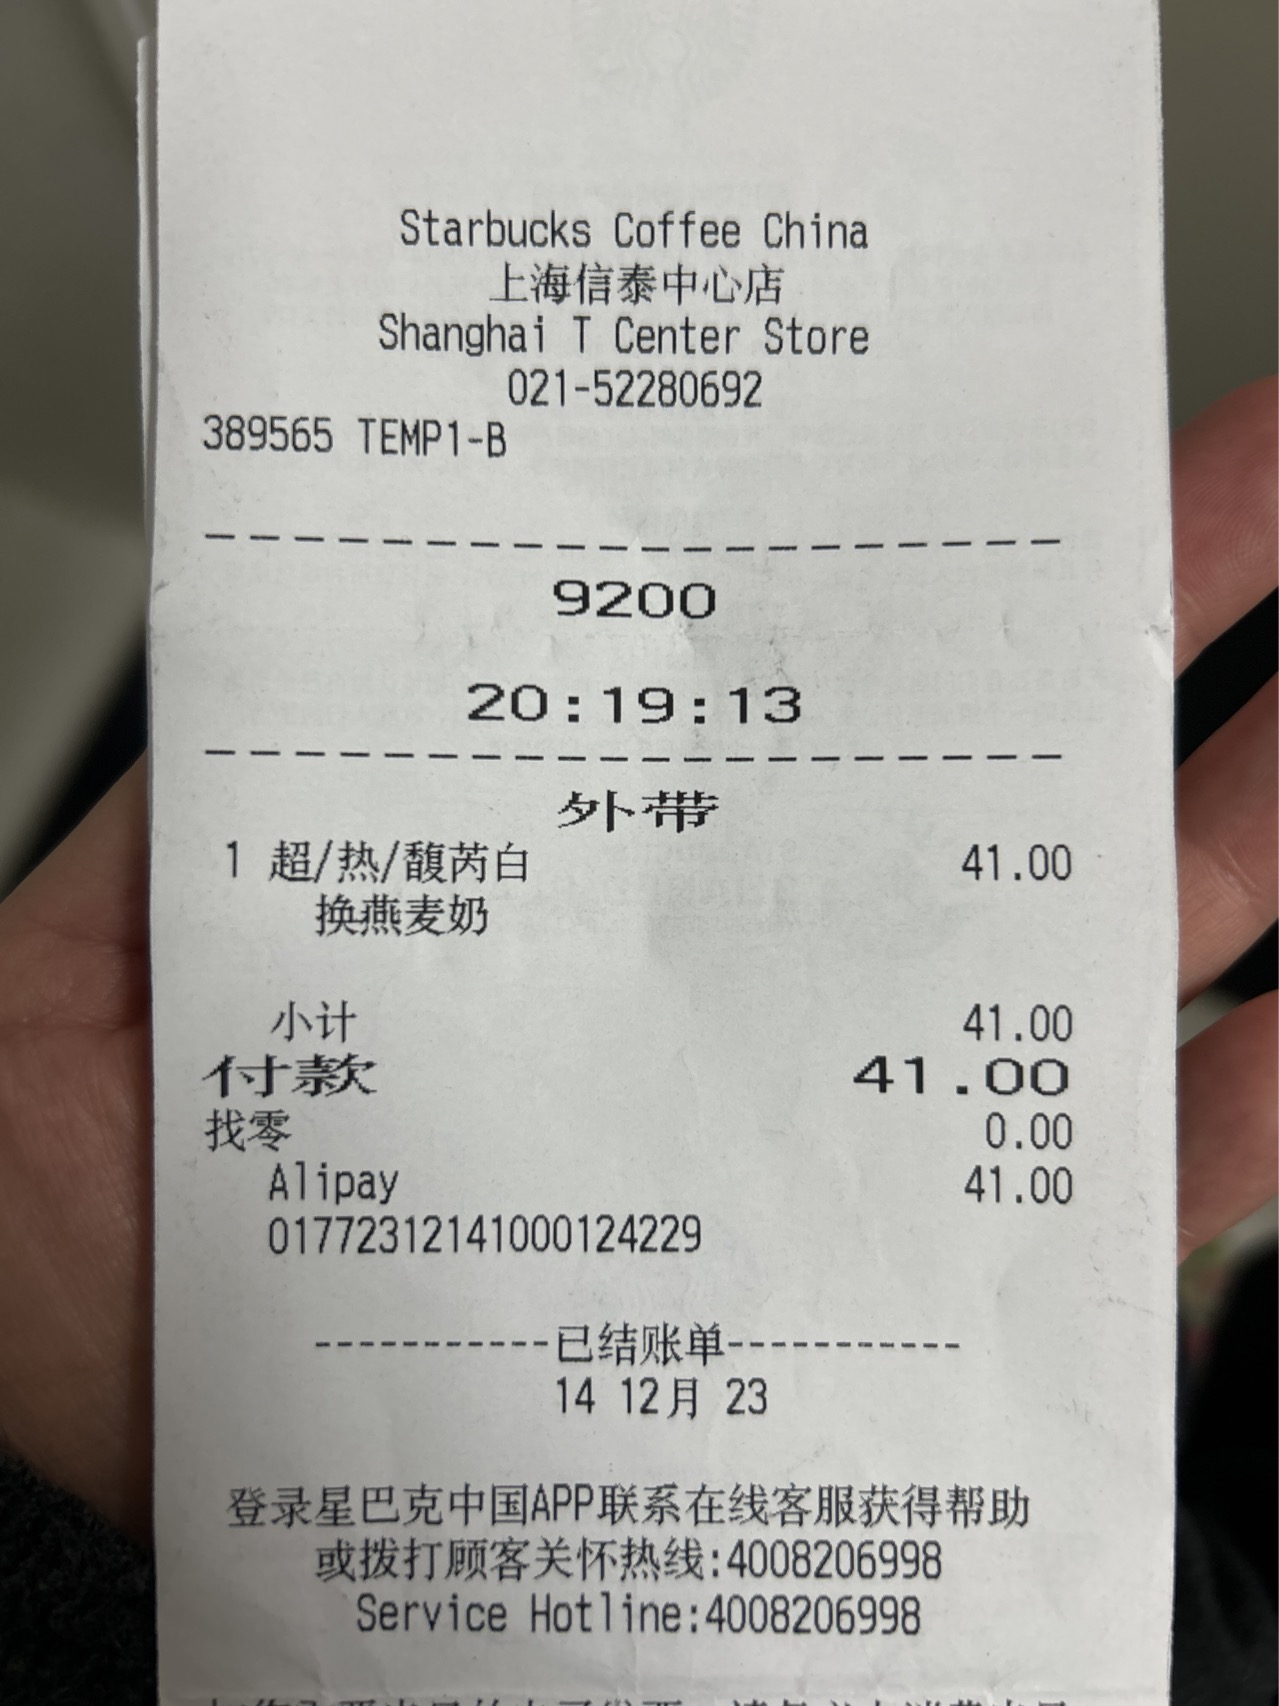 Starbucks Coffee China
上海信泰中心店
Shanghai T Center Store
021-52280692
389565 TEMP1-B
--------------------
9200
20:19:13
--------------------
外带
1 超/热/馥芮白 41.00
换燕麦奶
小计 41.00
付款 41.00
找零 0.00
Alipay 41.00
01772312141000124229
-----------已结账单-----------
14 12月 23
登录星巴克中国APP联系在线客服获得帮助
或拨打顾客关怀热线:4008206998
Service Hotline:4008206998